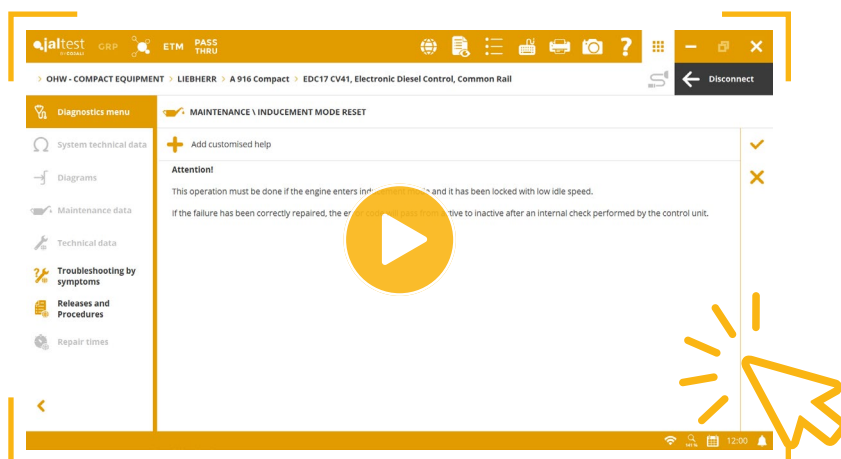 jaltest
by COJALI
GRP
ETM
PASS
THRU
?
> OHW - COMPACT EQUIPMENT > LIEBHERR > A 916 Compact > EDC17 CV41, Electronic Diesel Control, Common Rail
Disconnect
Diagnostics menu
MAINTENANCE \ INDUCEMENT MODE RESET
System technical data
Add customised help
Diagrams
Attention!
This operation must be done if the engine enters and it has been locked with low idle speed.
Maintenance data
If the failure has been correctly repaired, the active to inactive after an internal check performed by the control unit.
Technical data
Troubleshooting by
symptoms
Releases and
Procedures
Repair times
12:00